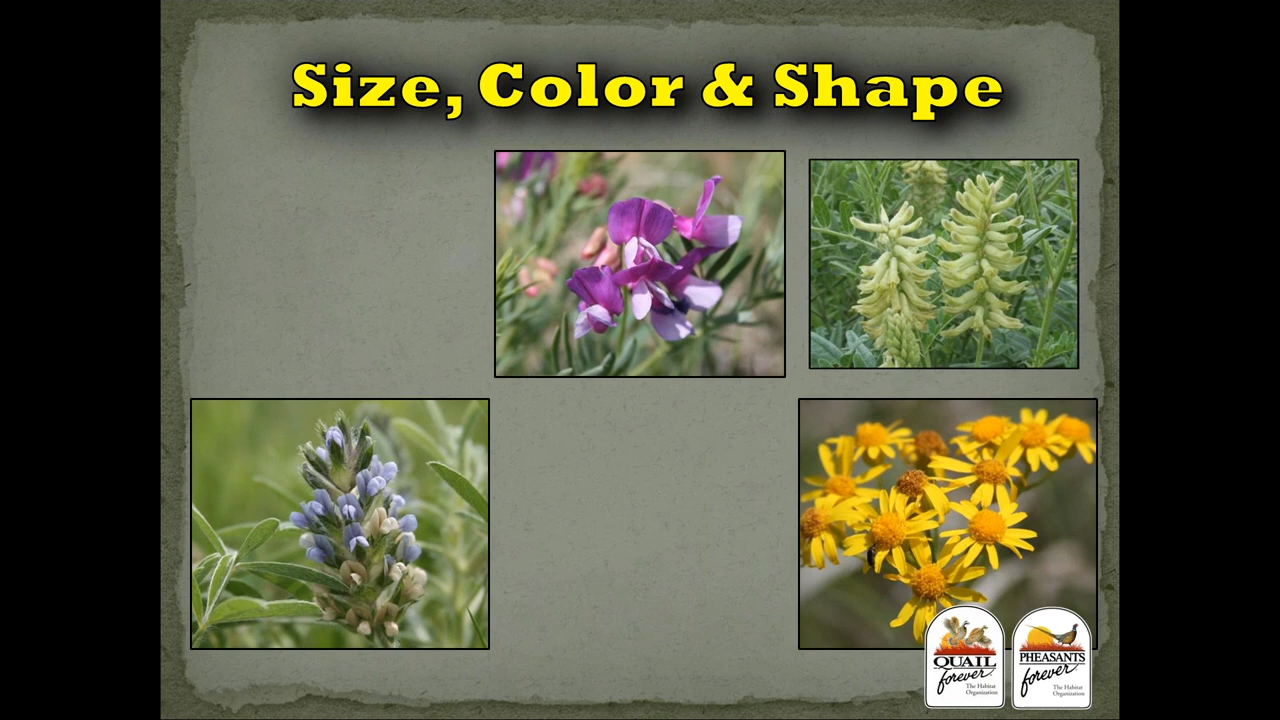 Size, Color & Shape
QUAIL
forever
The Habitat
Organization
PHEASANTS
forever
The Habitat
Organization